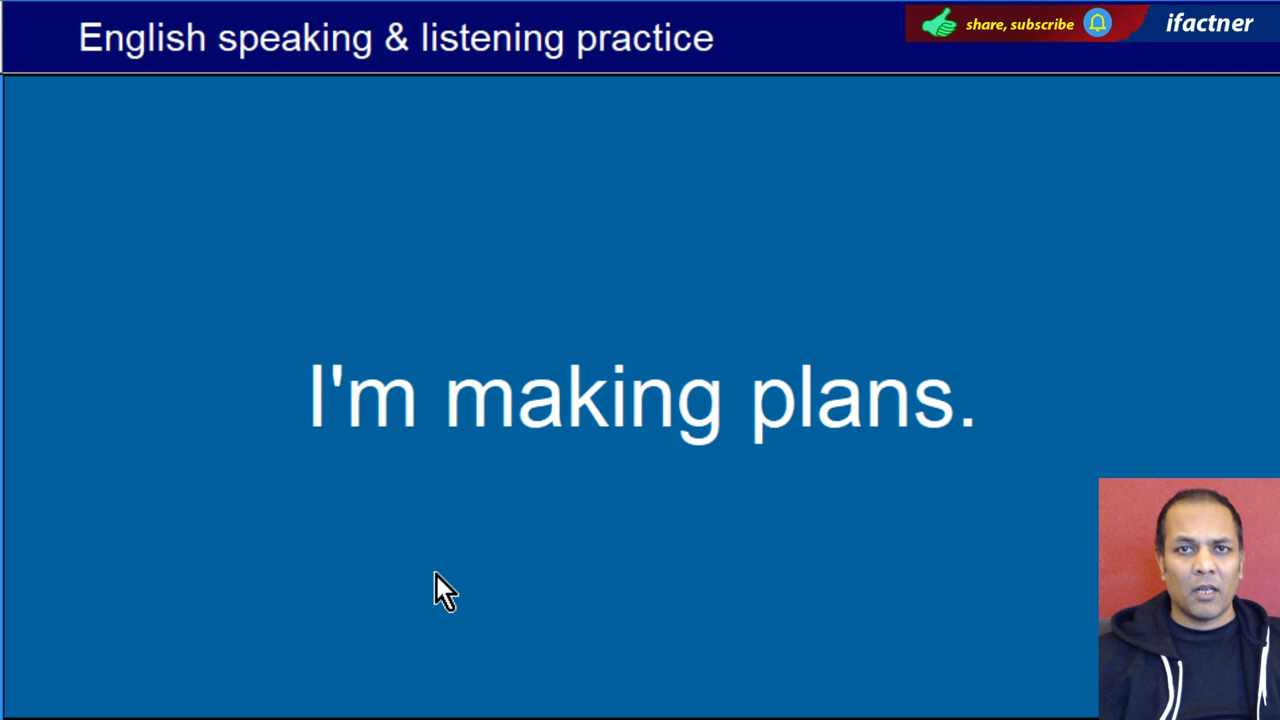 English speaking & listening practice
share, subscribe
ifactner
I'm making plans.